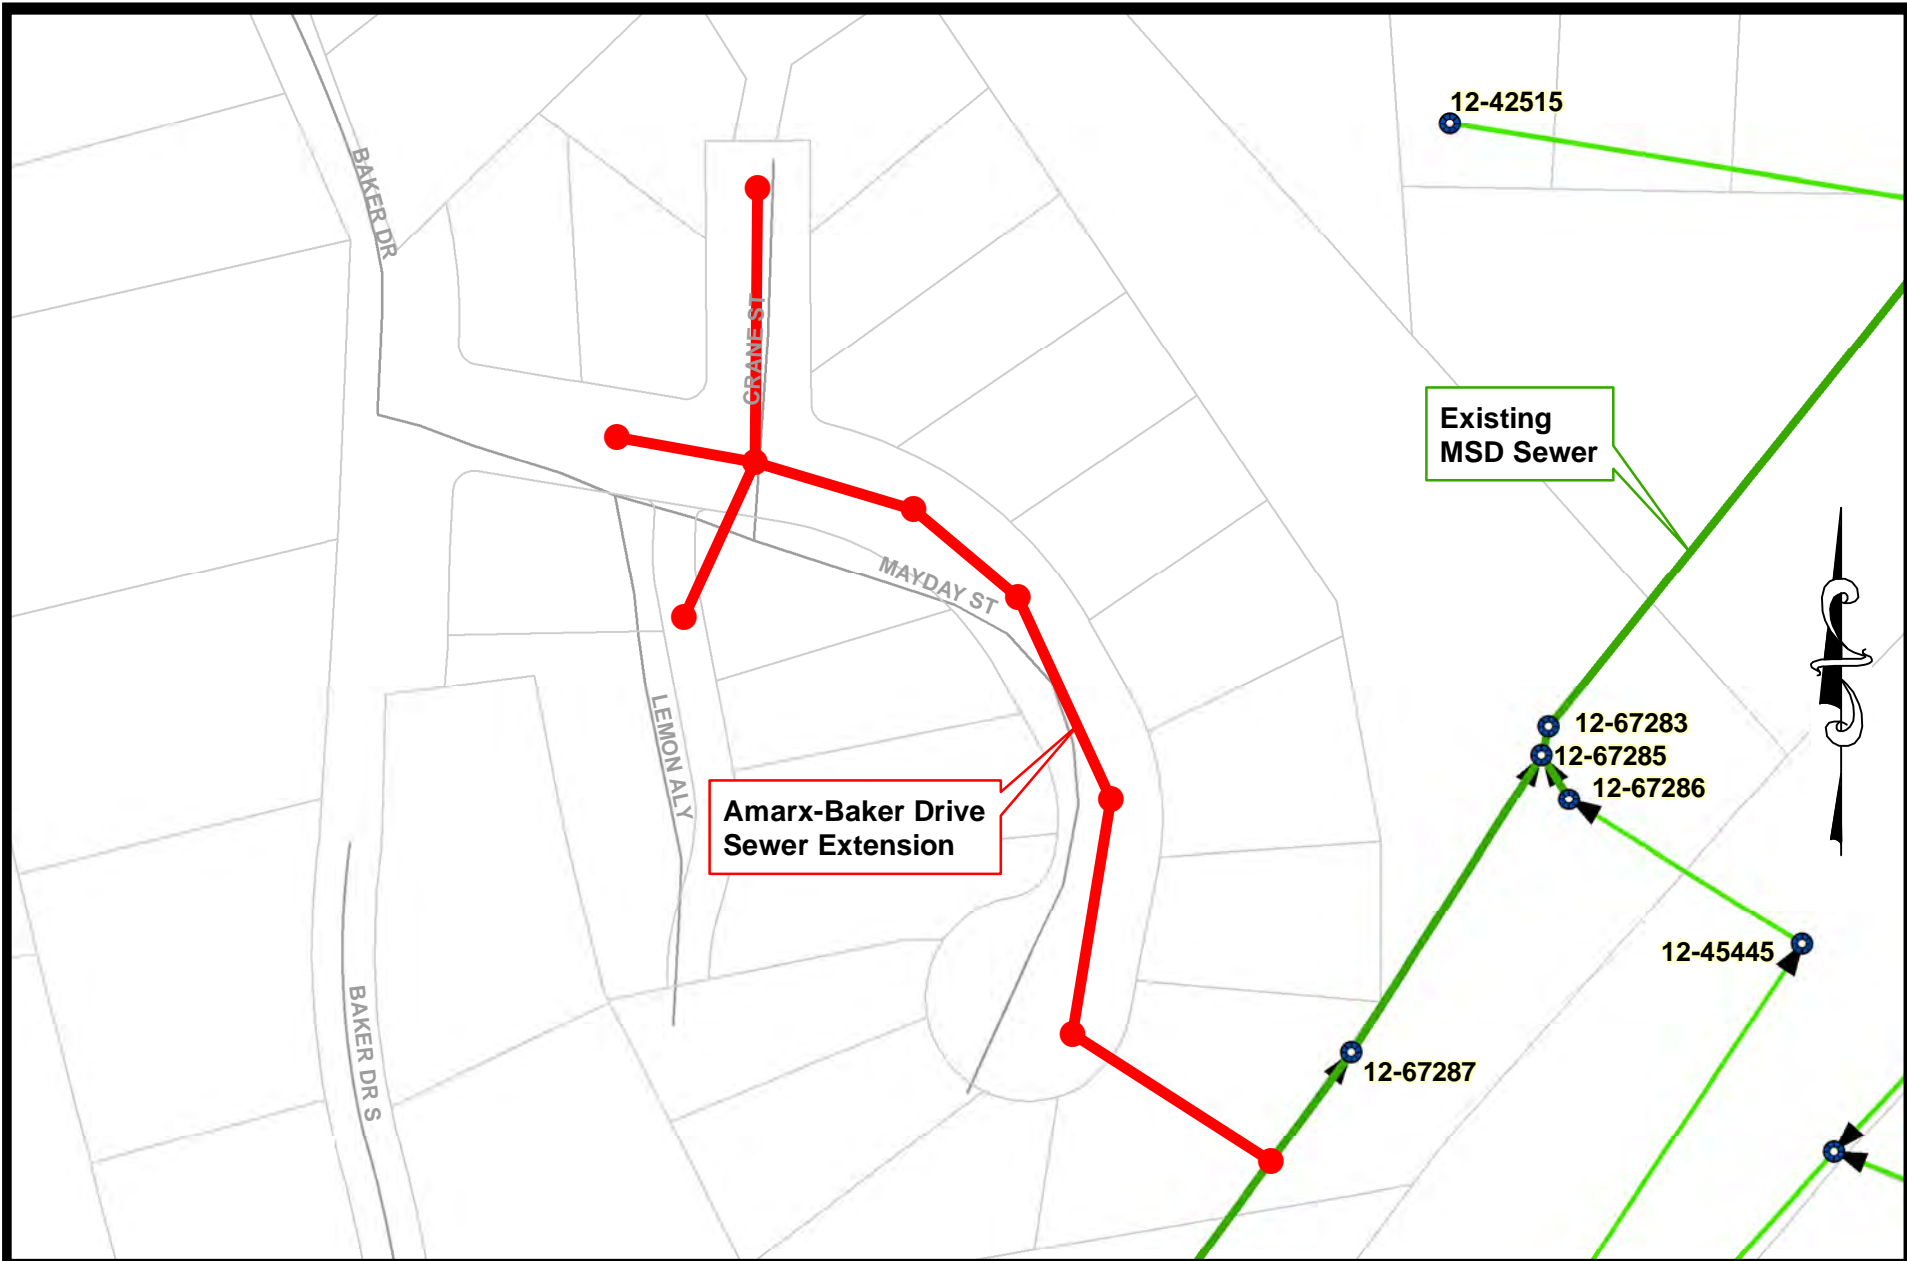 12-42515
BAKER DR
CRANE ST
Existing
MSD Sewer
MAYDAY ST
LEMON ALY
12-67283
12-67285
12-67286
Amarx-Baker Drive
Sewer Extension
12-45445
BAKER DR S
12-67287